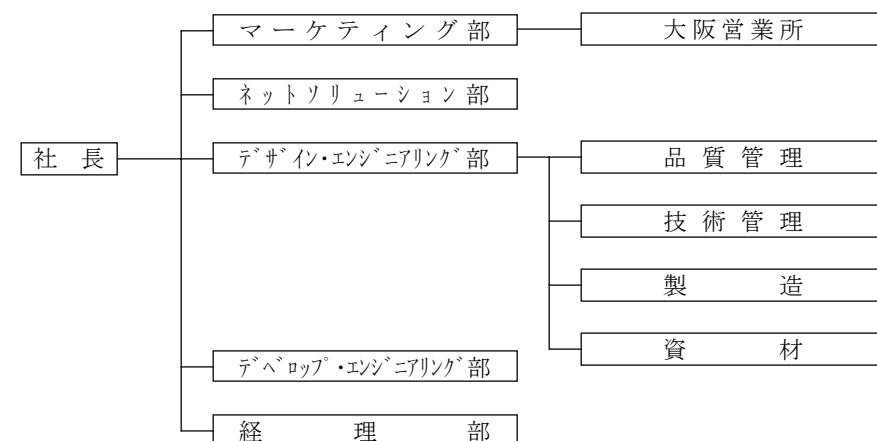 マーケティング部
大阪営業所
ネットソリューション部
社長
ﾃﾞｻﾞｲﾝ･ｴﾝｼﾞﾆｱﾘﾝｸﾞ部
品質管理
技術管理
製造
資材
ﾃﾞﾍﾞﾛｯﾌﾟ･ｴﾝｼﾞﾆｱﾘﾝｸﾞ部
経理部